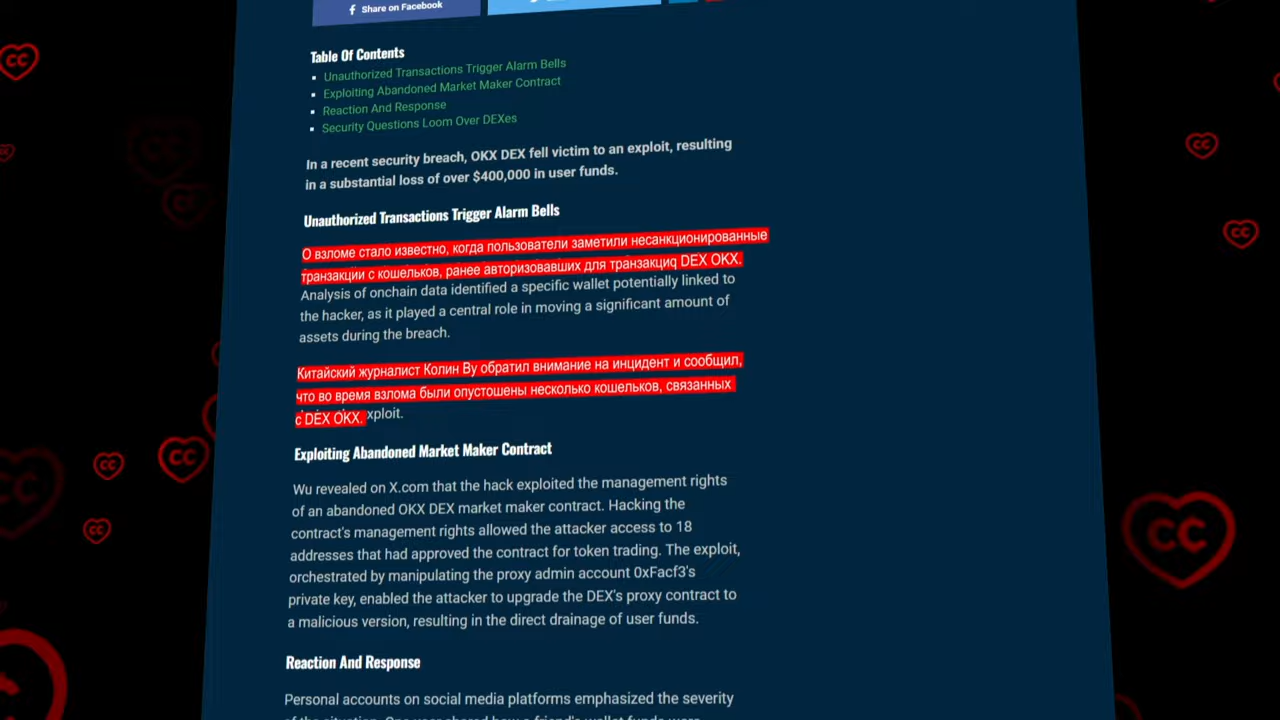 Share on Facebook
Table Of Contents
Unauthorized Transactions Trigger Alarm Bells
Exploiting Abandoned Market Maker Contract
Reaction And Response
Security Questions Loom Over DEXes
In a recent security breach, OKX DEX fell victim to an exploit, resulting
in a substantial loss of over $400,000 in user funds.
Unauthorized Transactions Trigger Alarm Bells
О взломе стало известно, когда пользователи заметили несанкционированные
транзакции с кошельков, ранее авторизовавших для транзакциq DEX OKX.
Analysis of onchain data identified a specific wallet potentially linked to
the hacker, as it played a central role in moving a significant amount of
assets during the breach.
Китайский журналист Колин Ву обратил внимание на инцидент и сообщил,
что во время взлома были опустошены несколько кошельков, связанных
с DEX OKX. xploit.
Exploiting Abandoned Market Maker Contract
Wu revealed on X.com that the hack exploited the management rights
of an abandoned OKX DEX market maker contract. Hacking the
contract's management rights allowed the attacker access to 18
addresses that had approved the contract for token trading. The exploit,
orchestrated by manipulating the proxy admin account 0xFacf3's
private key, enabled the attacker to upgrade the DEX's proxy contract to
a malicious version, resulting in the direct drainage of user funds.
Reaction And Response
Personal accounts on social media platforms emphasized the severity
CC
CC
CC
CC
CC
CC
CC